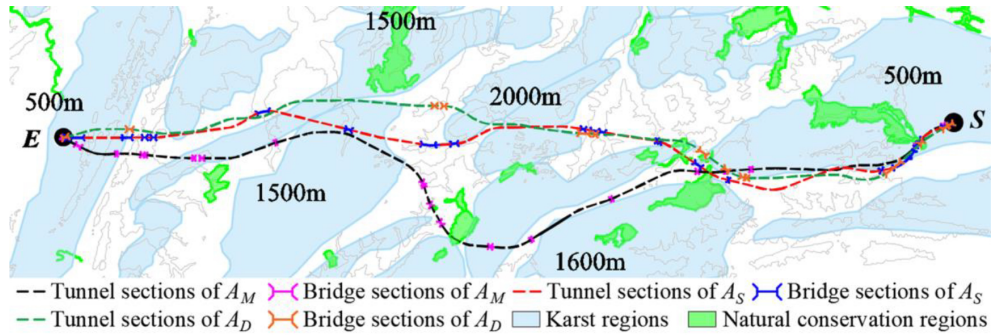 1500m
500m
2000m
500m
E
S
1500m
1600m
Tunnel sections of A_M Bridge sections of A_M Tunnel sections of A_S Bridge sections of A_S
Tunnel sections of A_D Bridge sections of A_D Karst regions Natural conservation regions